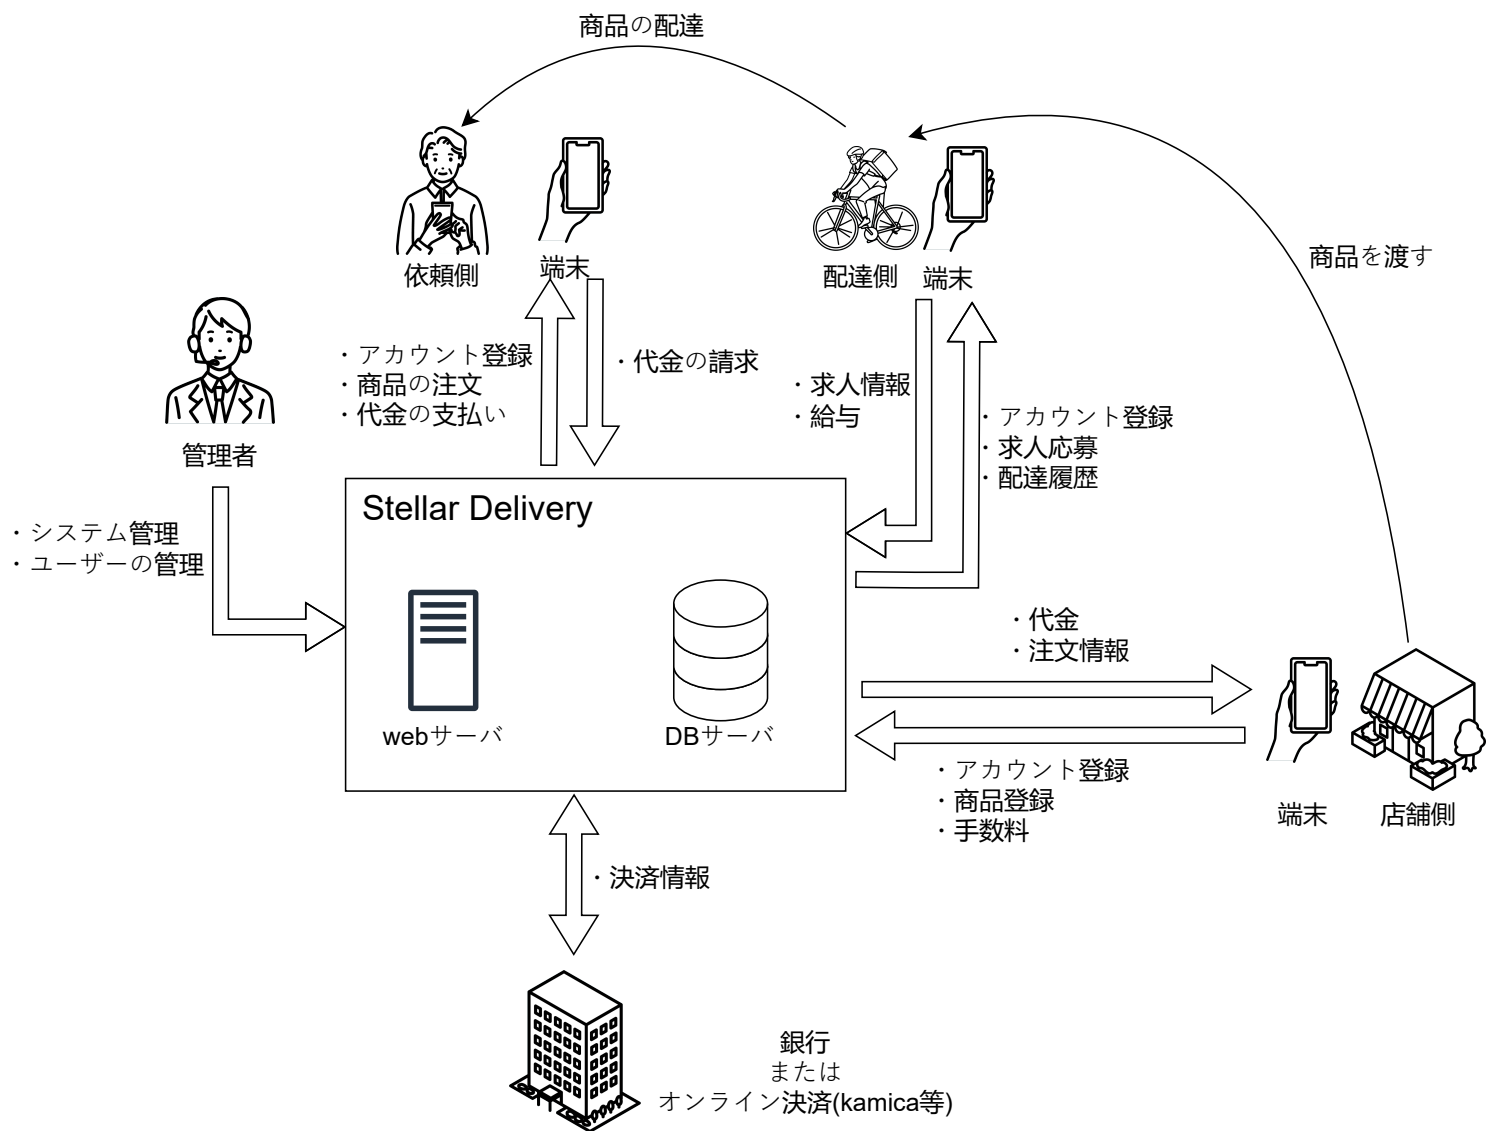 商品の配達
商品を渡す
依頼側
端末
配達側
端末
・アカウント登録
・商品の注文
・代金の支払い
・代金の請求
・求人情報
・給与
・アカウント登録
・求人応募
・配達履歴
管理者
・システム管理
・ユーザーの管理
Stellar Delivery
webサーバ
DBサーバ
・代金
・注文情報
・アカウント登録
・商品登録
・手数料
端末
店舗側
・決済情報
銀行
または
オンライン決済(kamica等)